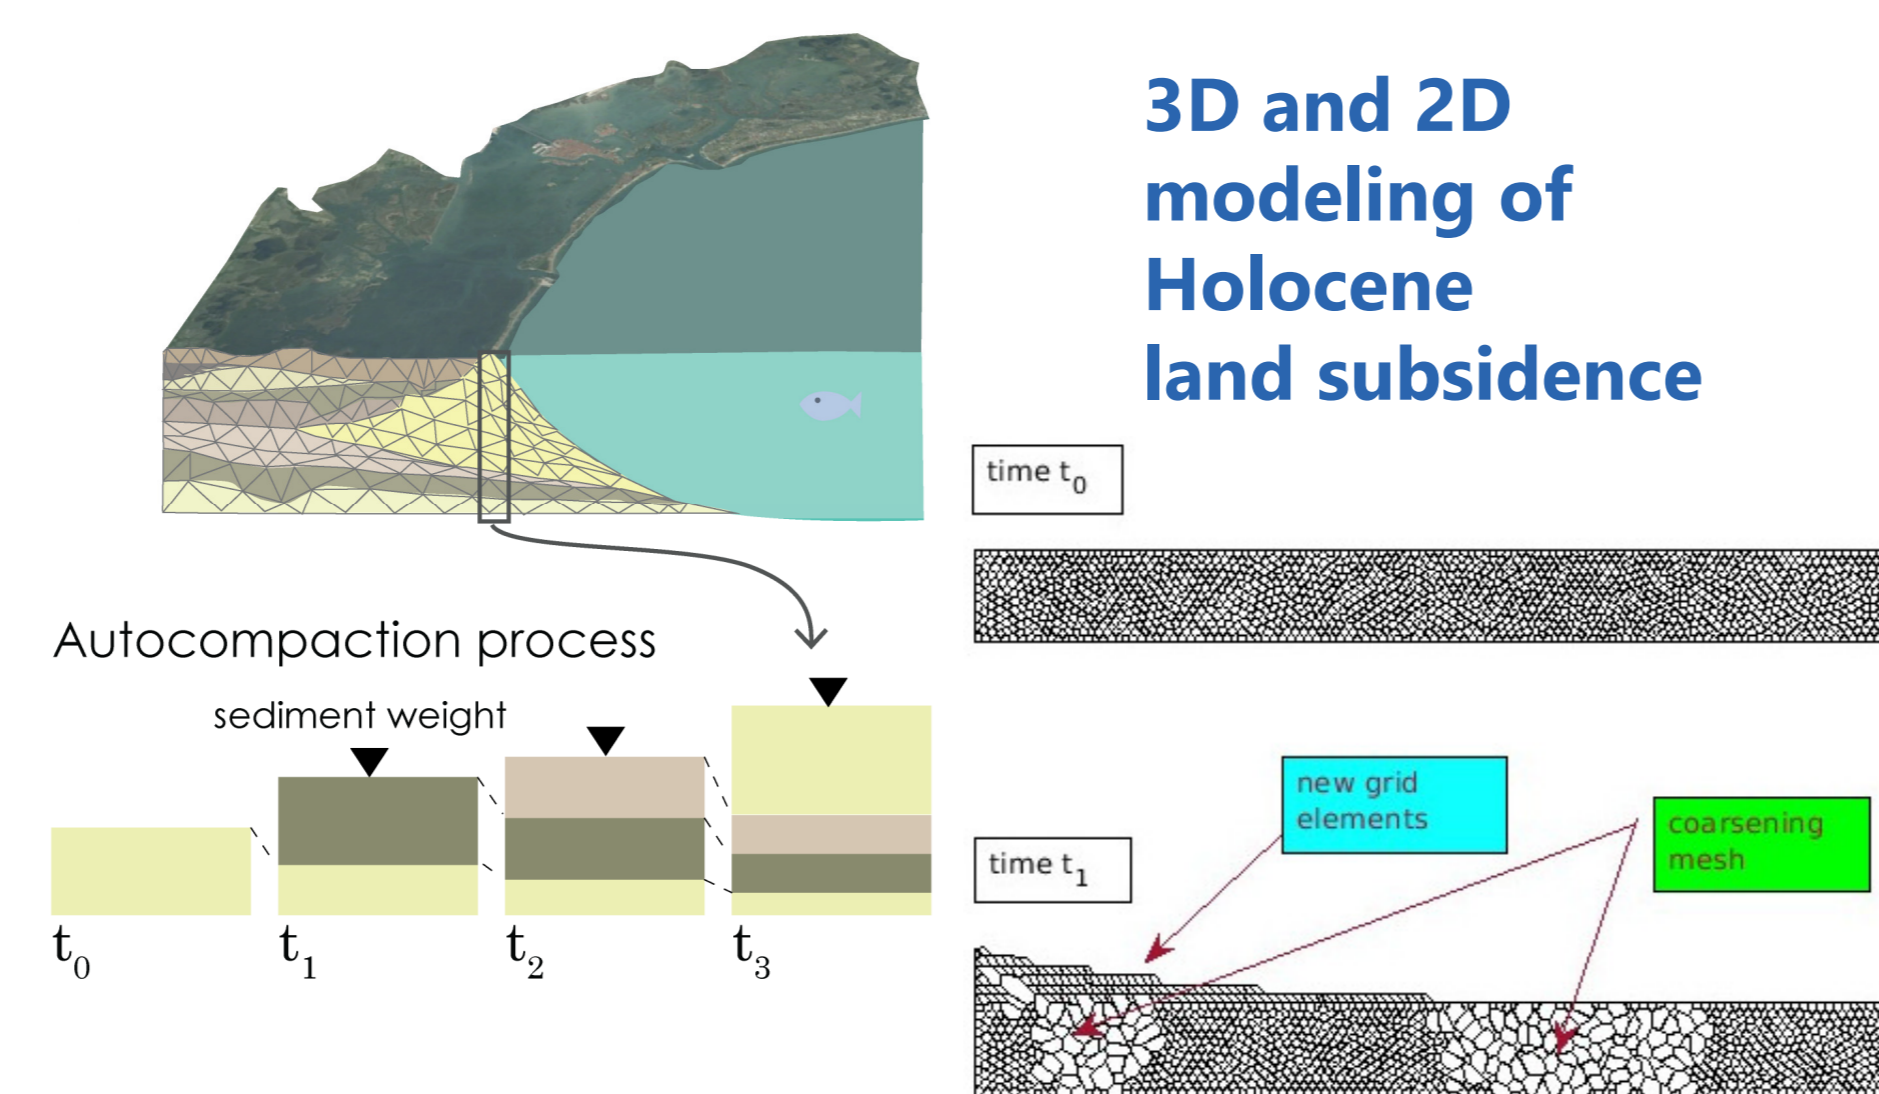 3D and 2D
modeling of
Holocene
land subsidence
time t0
Autocompaction process
sediment weight
t0
t1
t2
t3
new grid
elements
coarsening
mesh
time t1